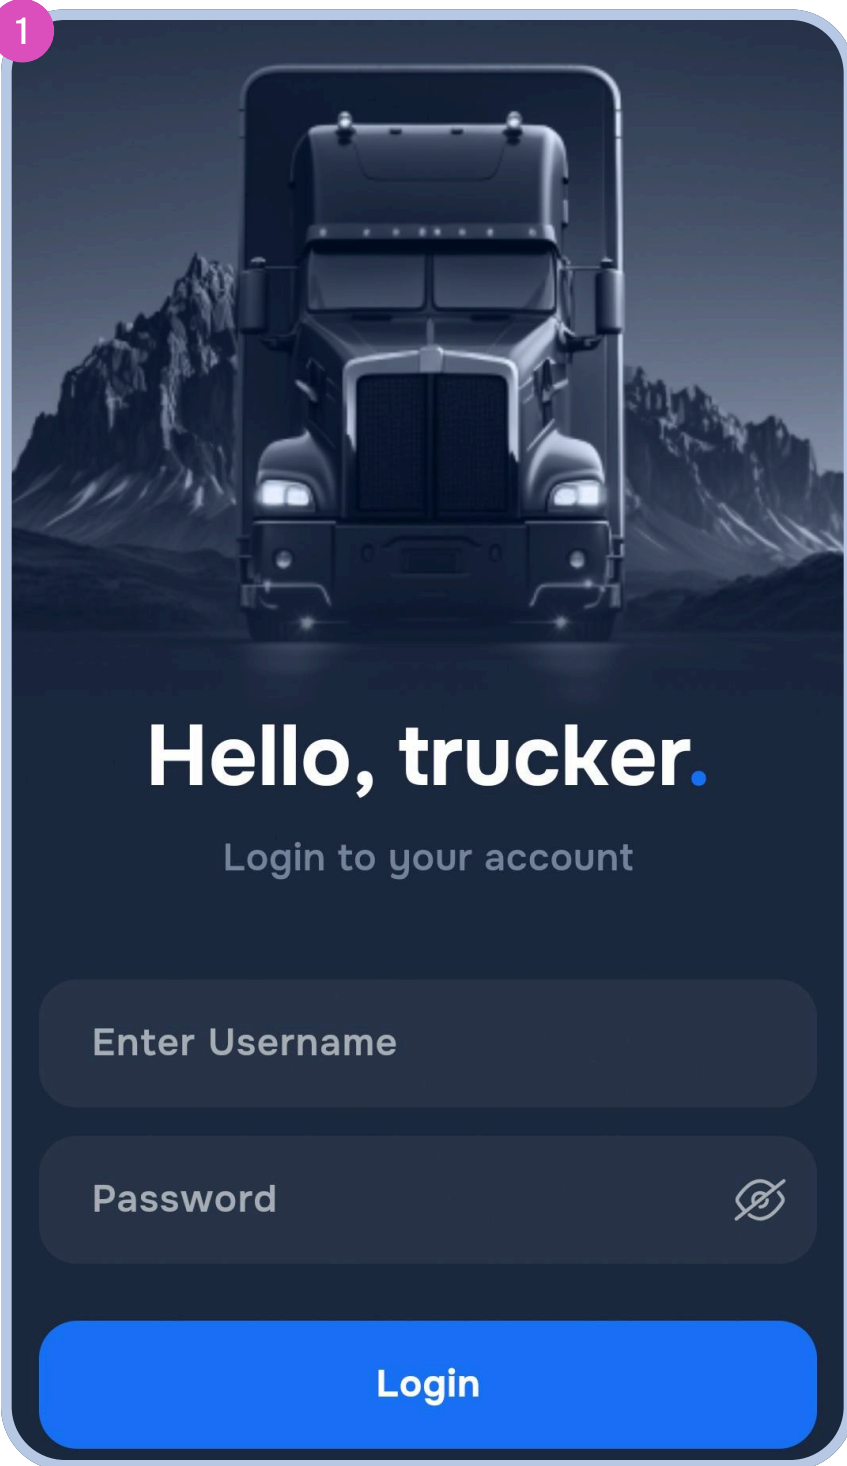 1
Hello, trucker.
Login to your account
Enter Username
Password
Login